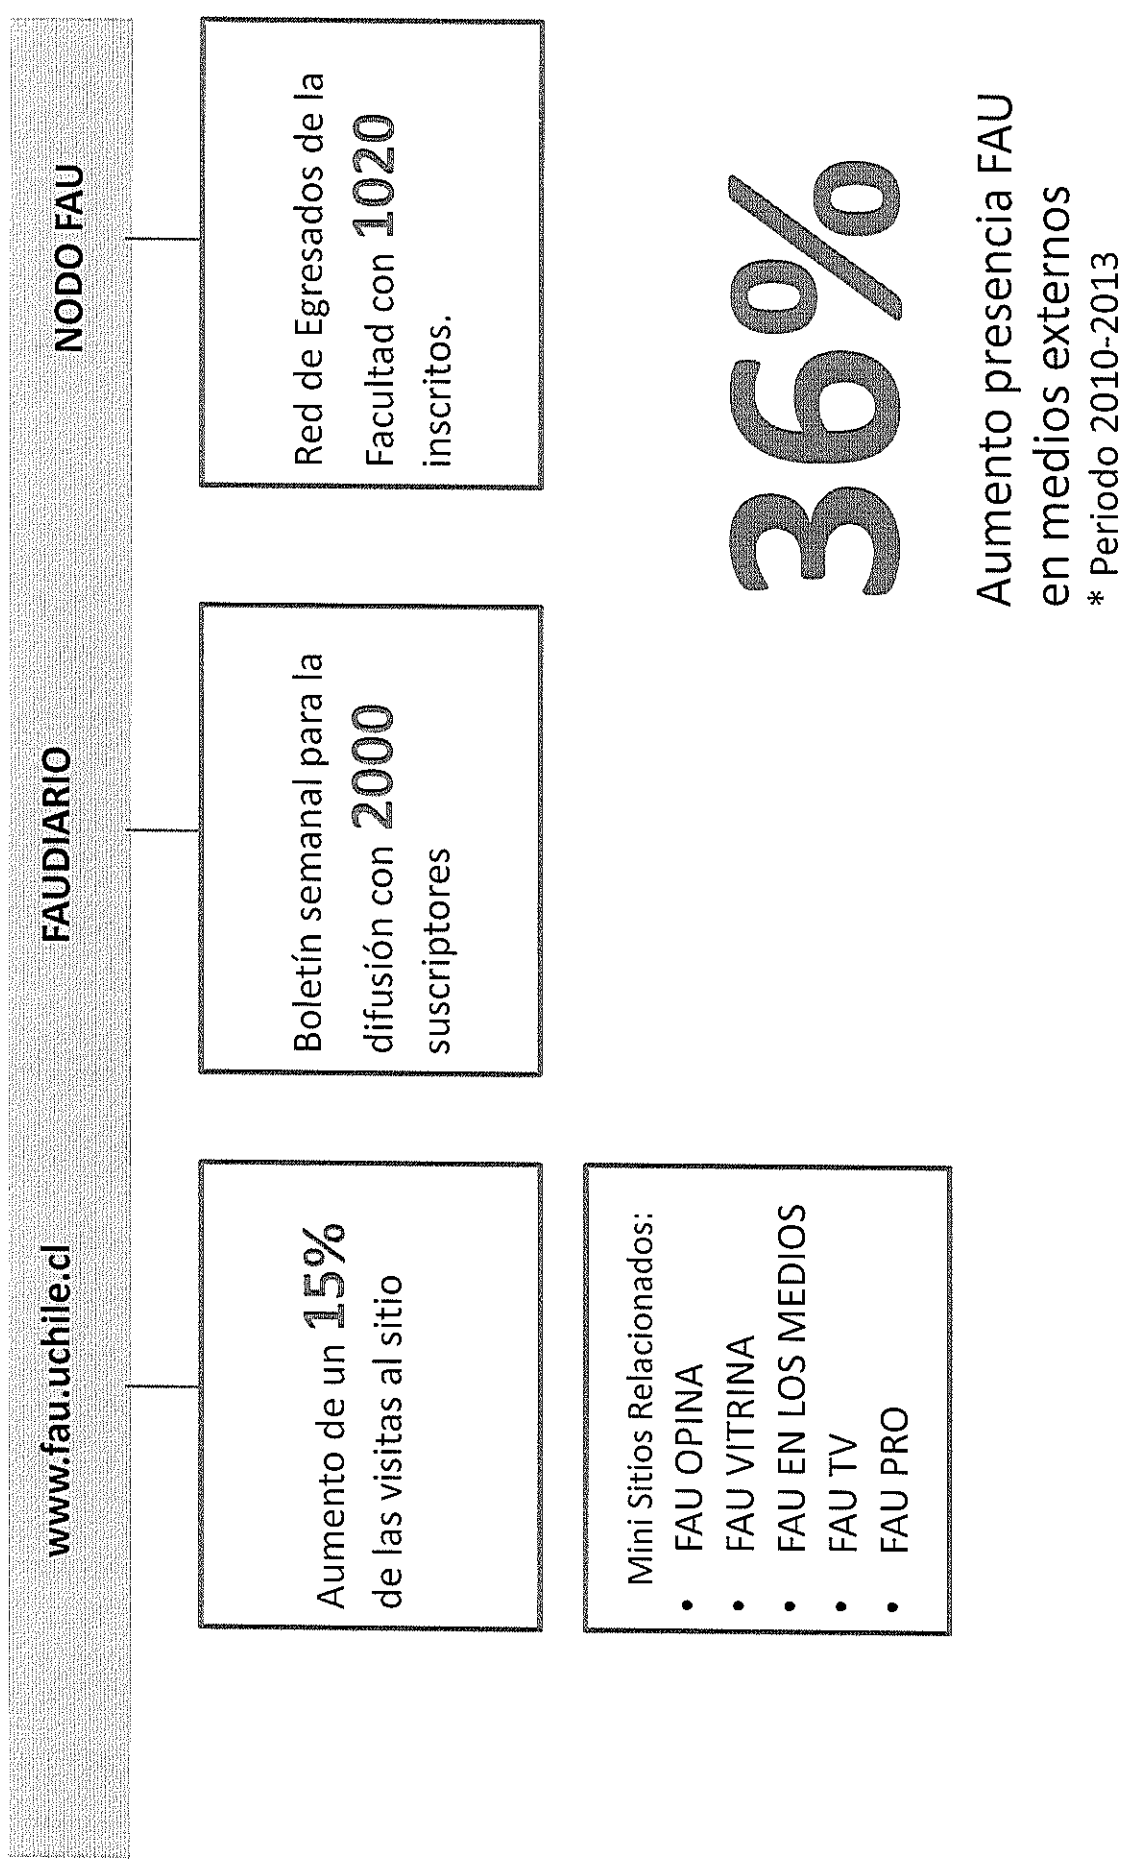 www.fau.uchile.cl
FAUDIARIO
NODO FAU
Aumento de un 15%
de las visitas al sitio
Boletín semanal para la
difusión con 2000
suscriptores
Red de Egresados de la
Facultad con 1020
inscritos.
Mini Sitios Relacionados:
• FAU OPINA
• FAU VITRINA
• FAU EN LOS MEDIOS
• FAU TV
• FAU PRO
36%
Aumento presencia FAU
en medios externos
* Periodo 2010-2013